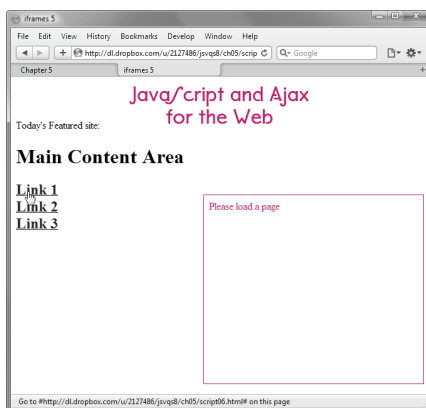 iframes 5
File Edit View History Bookmarks Develop Window Help
http://dl.dropbox.com/u/2127486/jsvqs8/ch05/scrip Google
Chapter 5 iframes 5
JavaScript and Ajax
for the Web
Today's Featured site:
Main Content Area
Link 1
Link 2
Link 3
Please load a page
Go to #http://dl.dropbox.com/u/2127486/jsvqs8/ch05/script06.html# on this page